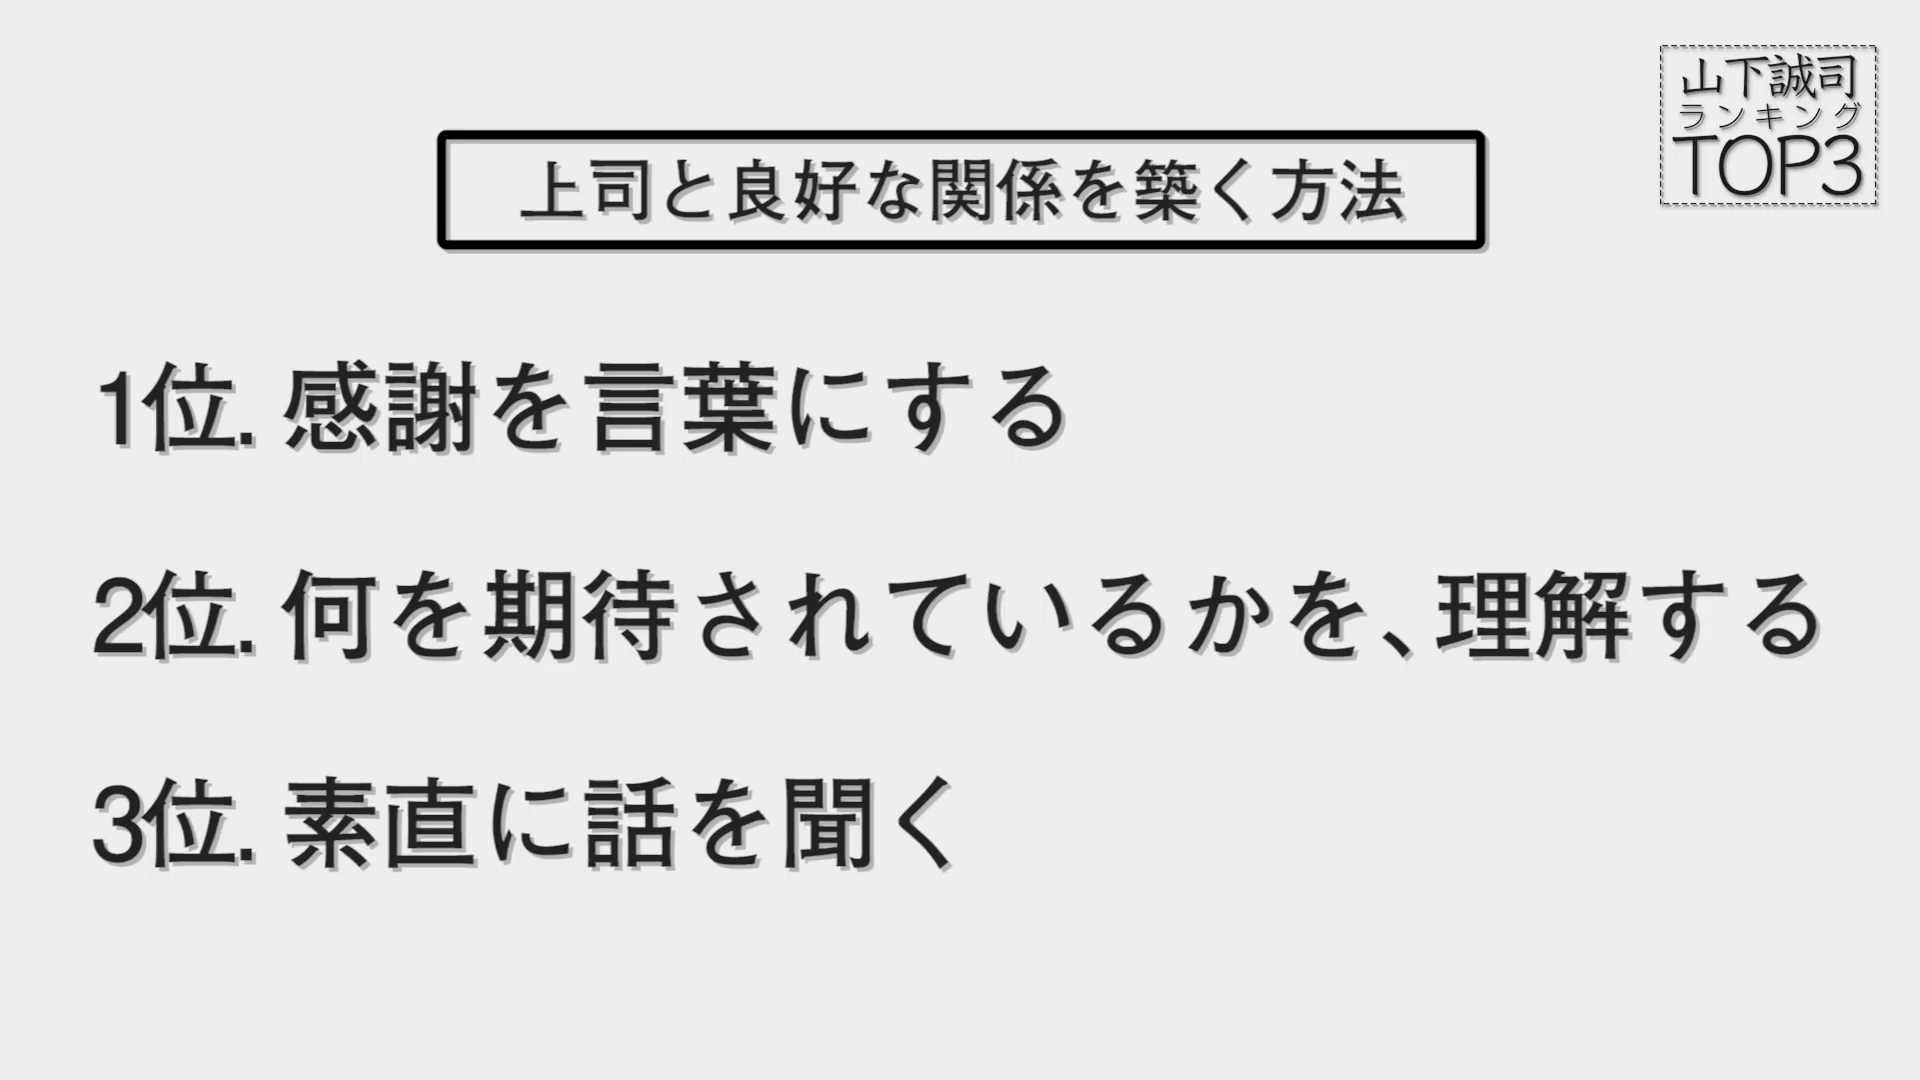 山下誠司
ランキング
TOP3
上司と良好な関係を築く方法
1位. 感謝を言葉にする
2位. 何を期待されているかを、理解する
3位. 素直に話を聞く